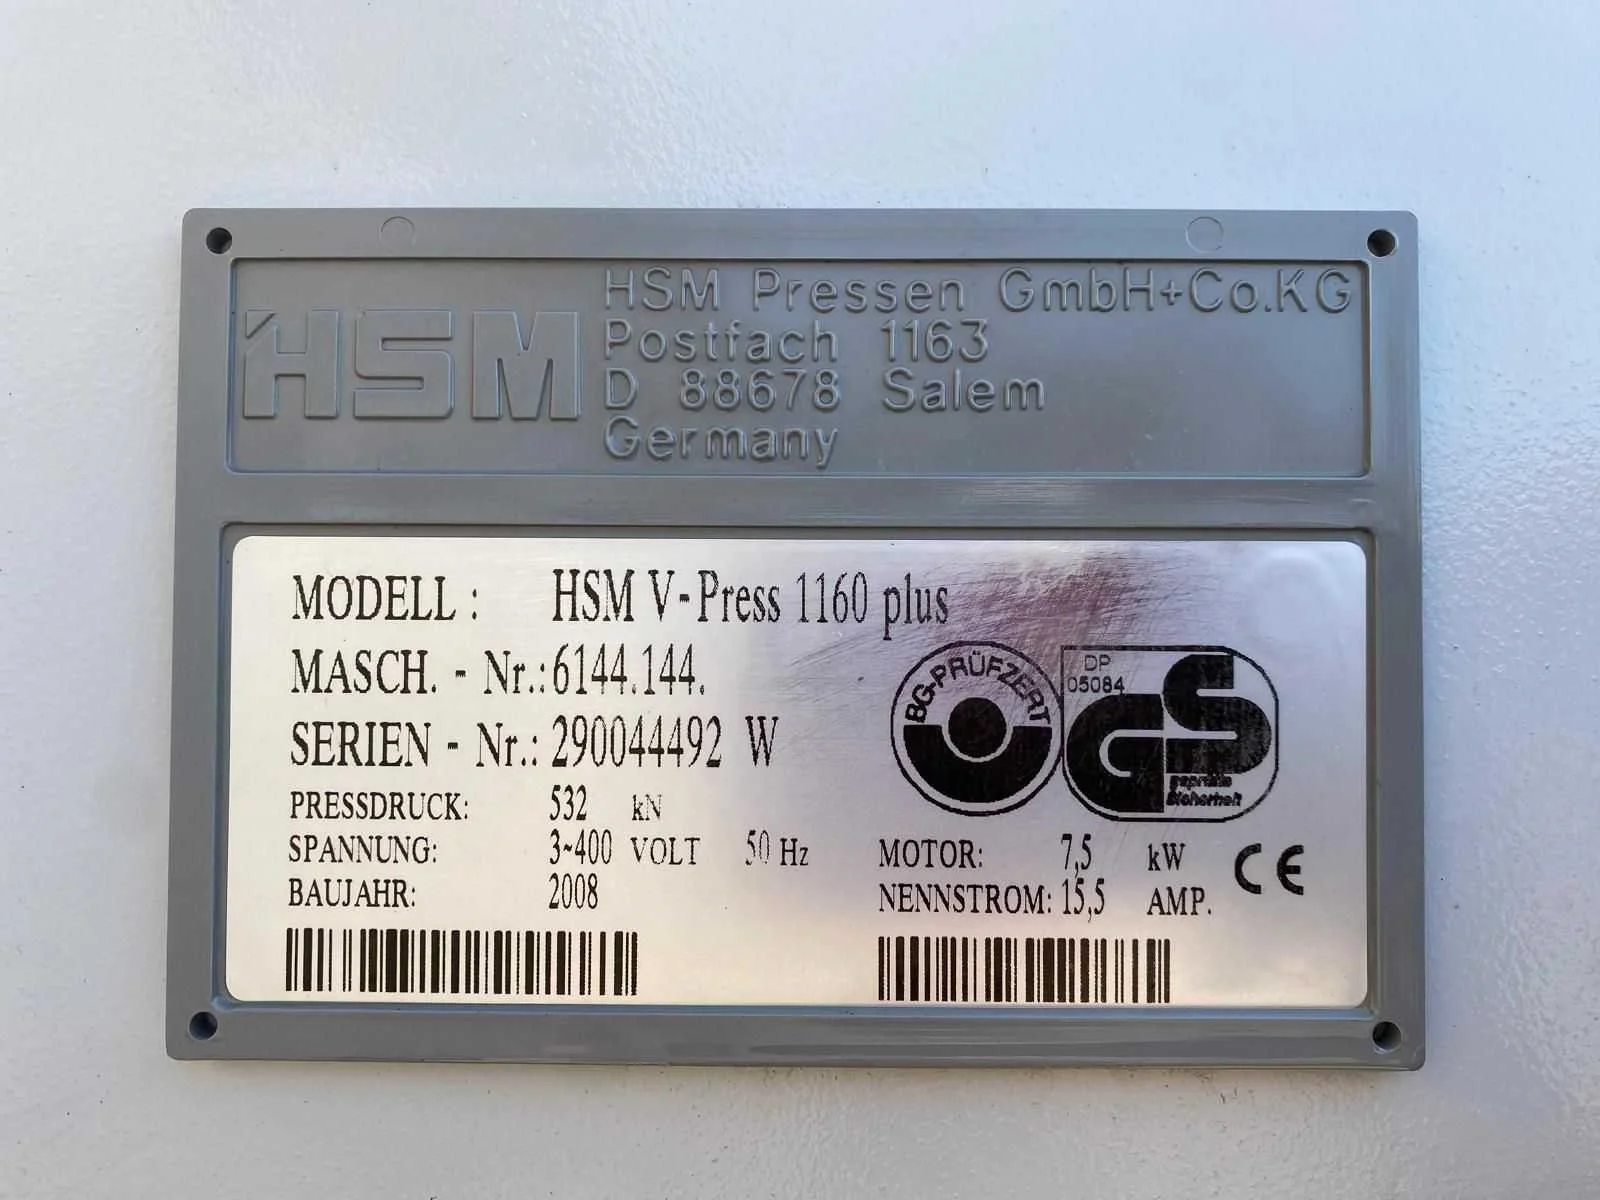 HSM
HSM Pressen GmbH+Co.KG
Postfach 1163
D 88678 Salem
Germany
MODELL: HSM V-Press 1160 plus
MASCH. - Nr.: 6144.144.
SERIEN - Nr.: 290044492 W
BG-PRÜFZERT
DP
05084
GS
geprüfte
Sicherheit
PRESSDRUCK: 532 kN
SPANNUNG: 3~400 VOLT 50 Hz
BAUJAHR: 2008
MOTOR: 7,5 kW
NENNSTROM: 15,5 AMP.
CE